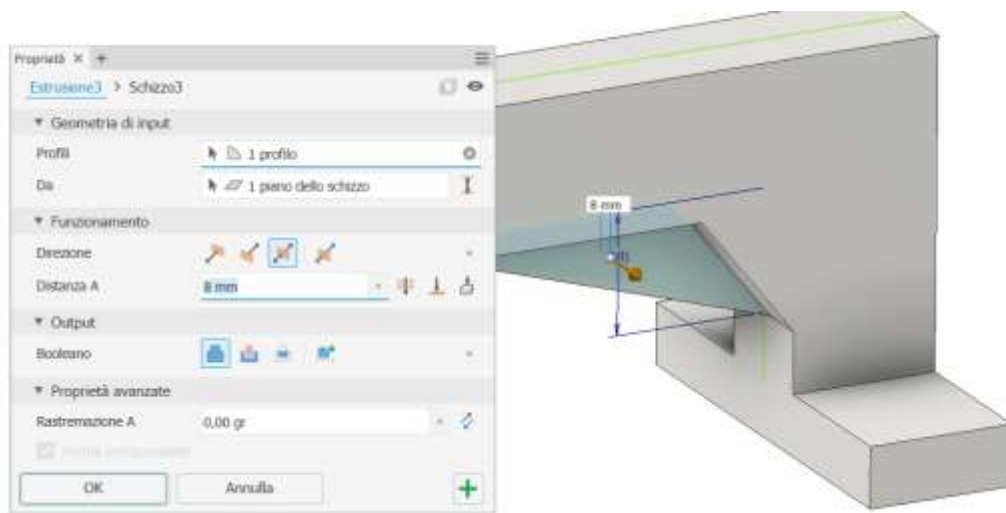 Proprietà × +
Estrusione3 > Schizzo3
Geometria di input
Profili
1 profilo
Da
1 piano dello schizzo
Funzionamento
Direzione
Distanza A
8 mm
Output
Booleano
Proprietà avanzate
Rastremazione A
0,00 gr
OK
Annulla
8 mm